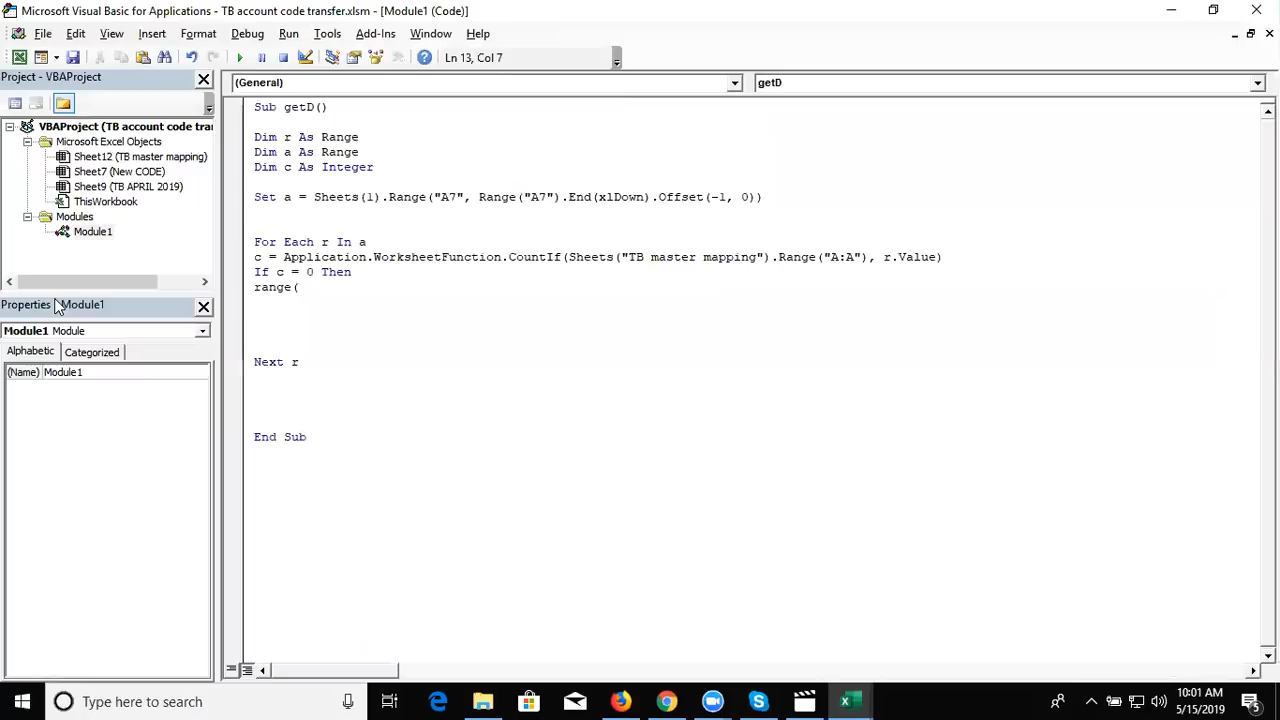 Microsoft Visual Basic for Applications - TB account code transfer.xlsm - [Module1 (Code)]
File Edit View Insert Format Debug Run Tools Add-Ins Window Help
Ln 13, Col 7
Project - VBAProject
(General) getD
VBAProject (TB account code tran
Microsoft Excel Objects
Sheet12 (TB master mapping)
Sheet7 (New CODE)
Sheet9 (TB APRIL 2019)
ThisWorkbook
Modules
Module1
Properties - Module1
Module1 Module
Alphabetic Categorized
(Name) Module1
Sub getD()
Dim r As Range
Dim a As Range
Dim c As Integer
Set a = Sheets(1).Range("A7", Range("A7").End(xlDown).Offset(-1, 0))
For Each r In a
c = Application.WorksheetFunction.CountIf(Sheets("TB master mapping").Range("A:A"), r.Value)
If c = 0 Then
range(
Next r
End Sub
Type here to search
10:01 AM
5/15/2019
5